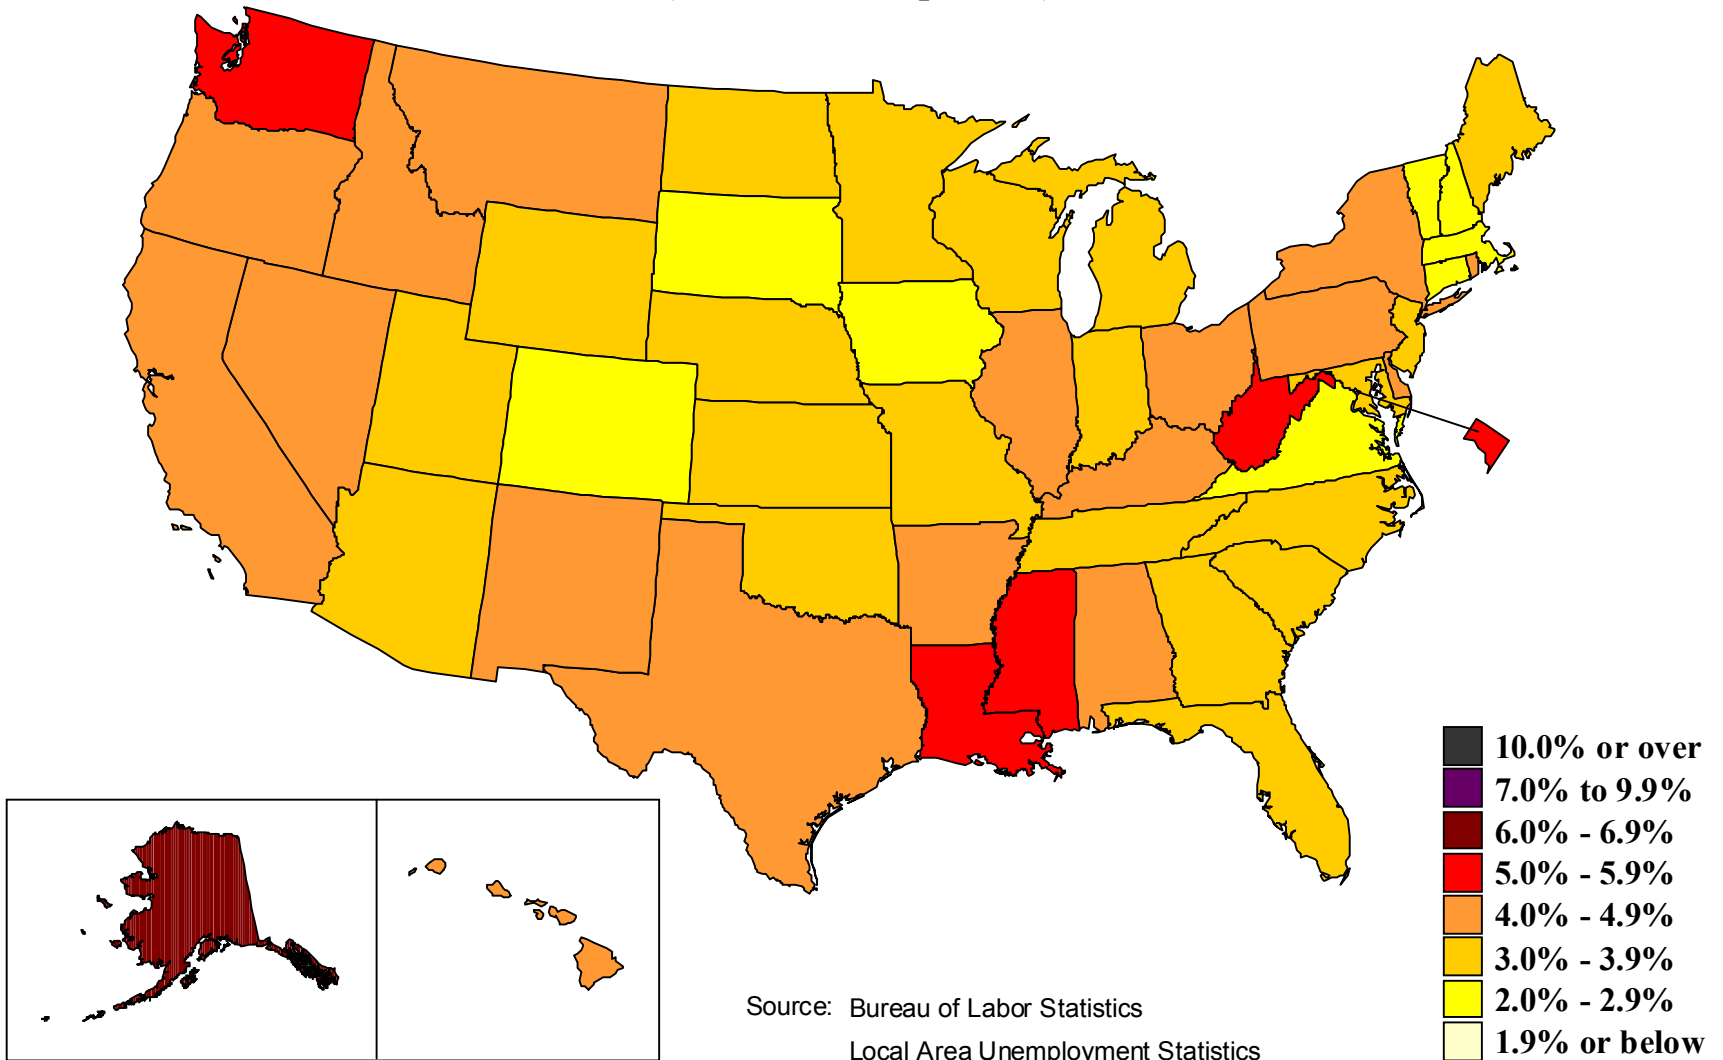 10.0% or over
7.0% to 9.9%
6.0% - 6.9%
5.0% - 5.9%
4.0% - 4.9%
3.0% - 3.9%
2.0% - 2.9%
1.9% or below
Source: Bureau of Labor Statistics
Local Area Unemployment Statistics